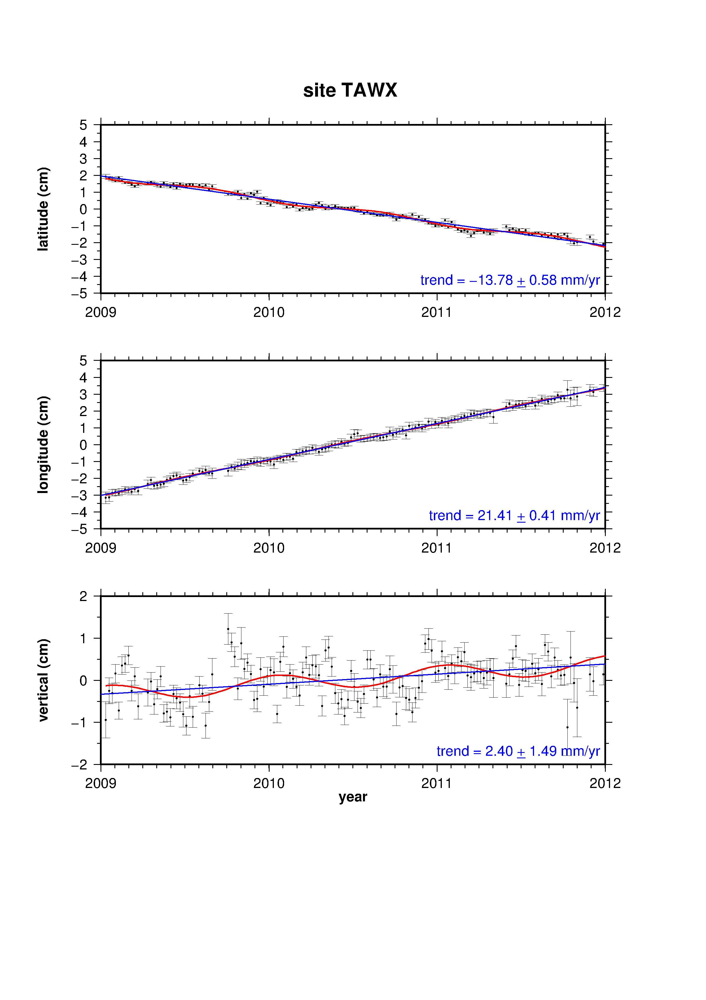 site TAWX
5
4
3
2
1
0
−1
−2
−3
−4
−5
latitude (cm)
trend = −13.78 ± 0.58 mm/yr
2009 2010 2011 2012
5
4
3
2
1
0
−1
−2
−3
−4
−5
longitude (cm)
trend = 21.41 ± 0.41 mm/yr
2009 2010 2011 2012
2
1
0
−1
−2
vertical (cm)
trend = 2.40 ± 1.49 mm/yr
2009 2010 2011 2012
year